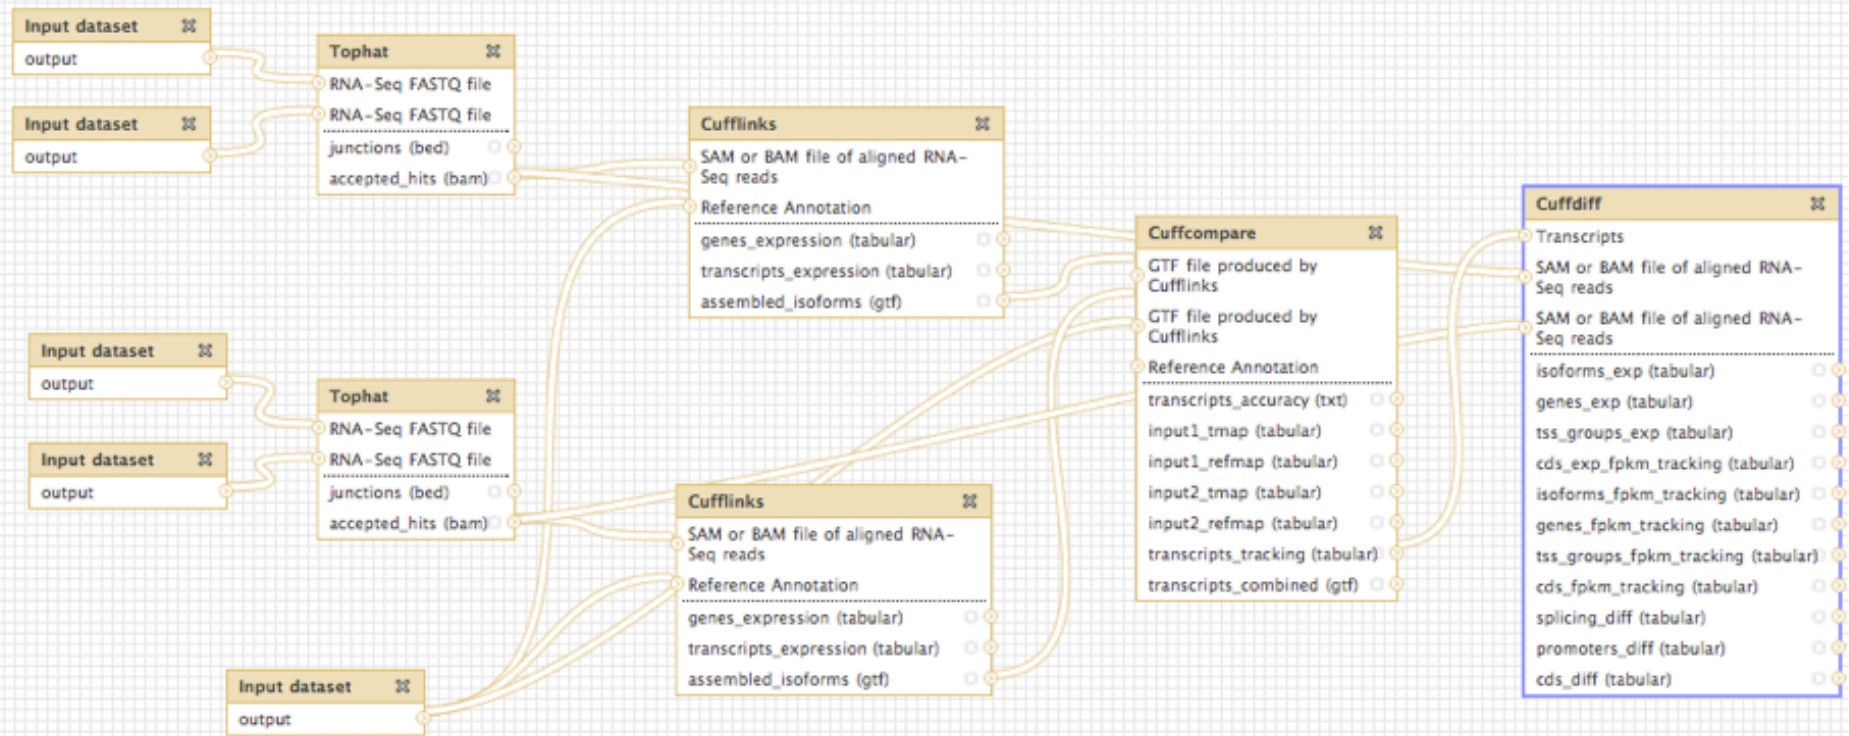 Input dataset
output
Input dataset
output
Tophat
RNA-Seq FASTQ file
RNA-Seq FASTQ file
junctions (bed)
accepted_hits (bam)
Cufflinks
SAM or BAM file of aligned RNA-
Seq reads
Reference Annotation
genes_expression (tabular)
transcripts_expression (tabular)
assembled_isoforms (gtf)
Input dataset
output
Input dataset
output
Tophat
RNA-Seq FASTQ file
RNA-Seq FASTQ file
junctions (bed)
accepted_hits (bam)
Cufflinks
SAM or BAM file of aligned RNA-
Seq reads
Reference Annotation
genes_expression (tabular)
transcripts_expression (tabular)
assembled_isoforms (gtf)
Input dataset
output
Cuffcompare
GTF file produced by
Cufflinks
GTF file produced by
Cufflinks
Reference Annotation
transcripts_accuracy (txt)
input1_tmap (tabular)
input1_refmap (tabular)
input2_tmap (tabular)
input2_refmap (tabular)
transcripts_tracking (tabular)
transcripts_combined (gtf)
Cuffdiff
Transcripts
SAM or BAM file of aligned RNA-
Seq reads
SAM or BAM file of aligned RNA-
Seq reads
isoforms_exp (tabular)
genes_exp (tabular)
tss_groups_exp (tabular)
cds_exp_fpkm_tracking (tabular)
isoforms_fpkm_tracking (tabular)
genes_fpkm_tracking (tabular)
tss_groups_fpkm_tracking (tabular)
cds_fpkm_tracking (tabular)
splicing_diff (tabular)
promoters_diff (tabular)
cds_diff (tabular)